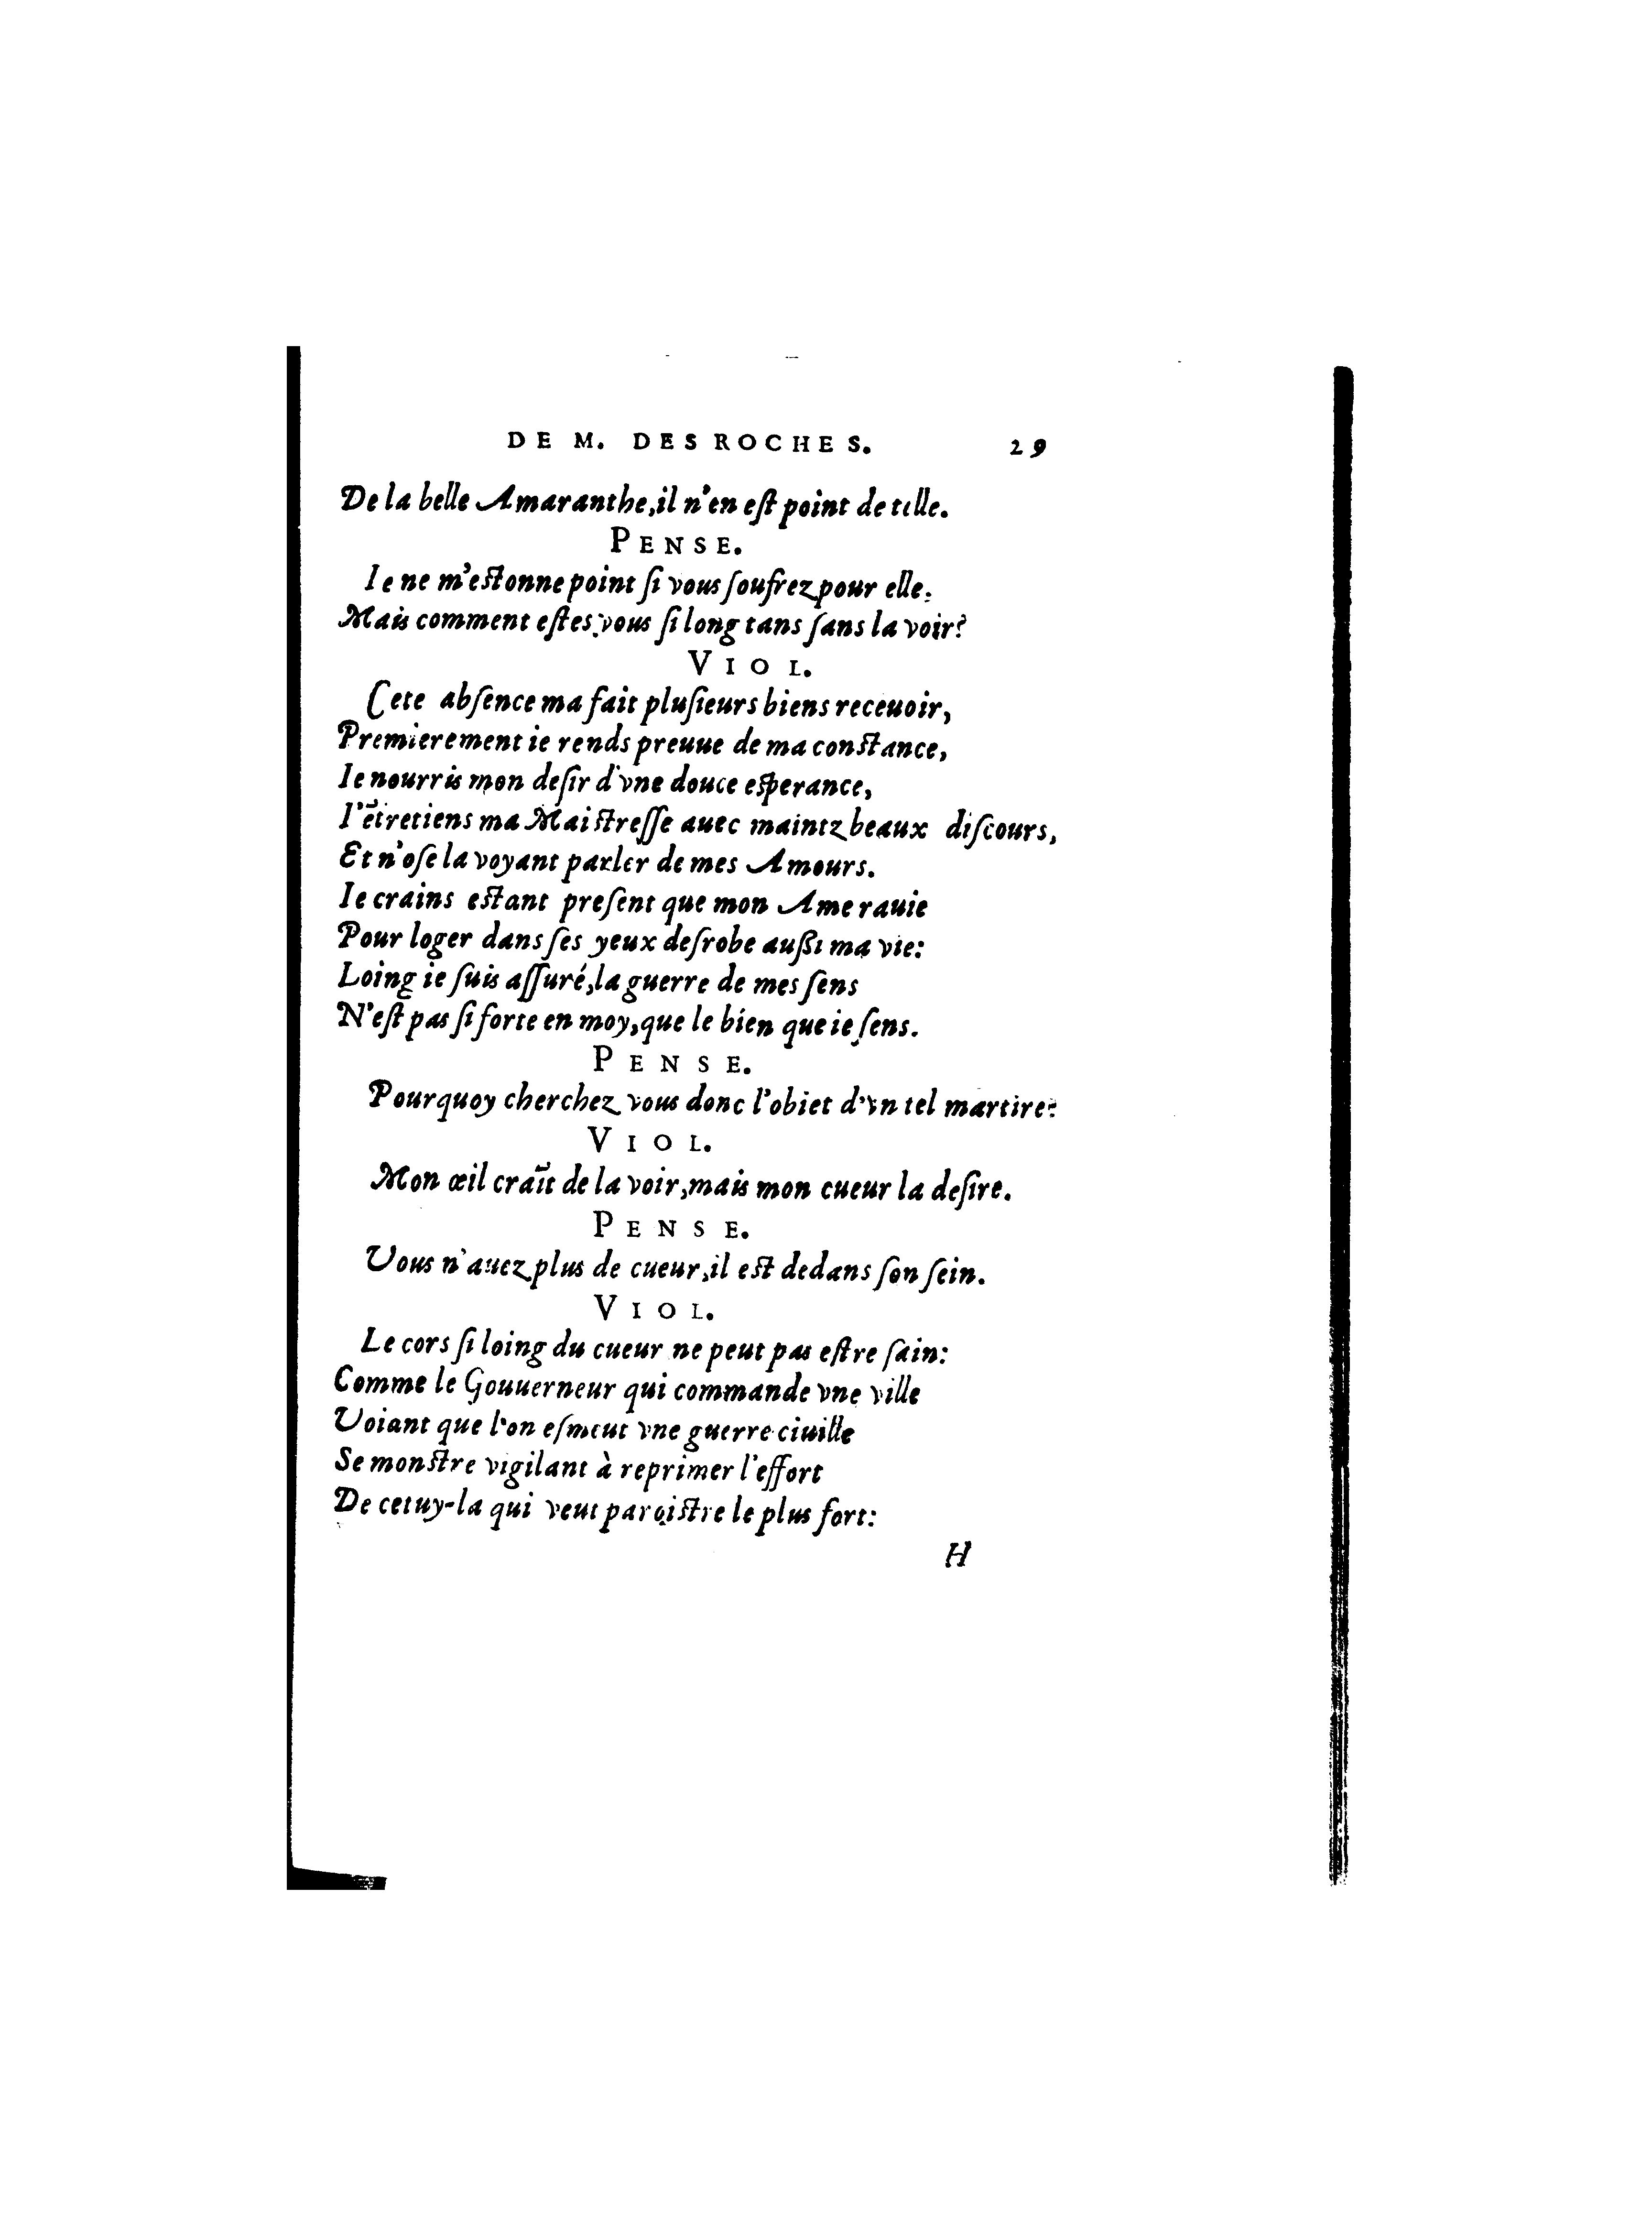 DE M. DES ROCHES. 29
De la belle Amaranthe, il n'en eſt point de telle.
PENSE.
Ie ne m'eſtonne point ſi vous ſoufrez pour elle.
Mais comment eſtes vous ſi long tans ſans la voir?
VIOL.
Cete abſence ma fait pluſieurs biens receuoir,
Premierement ie rends preuue de ma conſtance,
Ie nourris mon deſir d'vne douce eſperance,
I'ētretiens ma Maiſtreſſe auec maintz beaux diſcours,
Et n'oſe la voyant parler de mes Amours.
Ie crains eſtant preſent que mon Ame rauie
Pour loger dans ſes yeux deſrobe auſſi ma vie:
Loing ie ſuis aſſuré, la guerre de mes ſens
N'eſt pas ſi forte en moy, que le bien que ie ſens.
PENSE.
Pourquoy cherchez vous donc l'obiet d'vn tel martire?
VIOL.
Mon œil craīt de la voir, mais mon cueur la deſire.
PENSE.
Vous n'auez plus de cueur, il eſt dedans ſon ſein.
VIOL.
Le cors ſi loing du cueur ne peut pas eſtre ſain:
Comme le Gouuerneur qui commande vne ville
Voiant que l'on eſmeut vne guerre ciuille
Se monſtre vigilant à reprimer l'effort
De cetuy-la qui veut paroiſtre le plus fort:
H